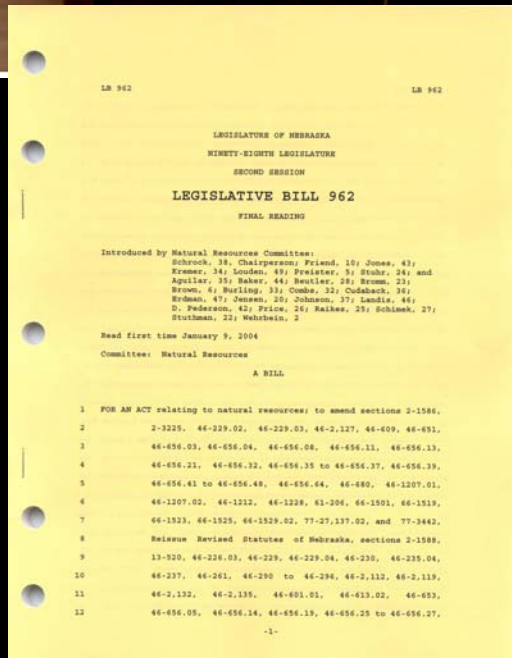 LB 962 LB 962
LEGISLATURE OF NEBRASKA
NINETY-EIGHTH LEGISLATURE
SECOND SESSION
LEGISLATIVE BILL 962
FINAL READING
Introduced by Natural Resources Committee:
Schrock, 38, Chairperson; Friend, 10; Jones, 43;
Kremer, 34; Louden, 49; Preister, 5; Stuhr, 24; and
Aguilar, 35; Baker, 44; Beutler, 28; Bromm, 23;
Brown, 6; Burling, 33; Combs, 32; Cudaback, 36;
Erdman, 47; Jensen, 20; Johnson, 37; Landis, 46;
D. Pederson, 42; Price, 26; Raikes, 25; Schimek, 27;
Stuthman, 22; Wehrbein, 2
Read first time January 9, 2004
Committee: Natural Resources
A BILL
1 FOR AN ACT relating to natural resources; to amend sections 2-1586,
2 2-3225, 46-229.02, 46-229.03, 46-2,127, 46-609, 46-651,
3 46-656.03, 46-656.04, 46-656.08, 46-656.11, 46-656.13,
4 46-656.21, 46-656.32, 46-656.35 to 46-656.37, 46-656.39,
5 46-656.41 to 46-656.48, 46-656.64, 46-680, 46-1207.01,
6 46-1207.02, 46-1212, 46-1228, 61-206, 66-1501, 66-1519,
7 66-1523, 66-1525, 66-1529.02, 77-27,137.02, and 77-3442,
8 Reissue Revised Statutes of Nebraska, sections 2-1588,
9 13-520, 46-226.03, 46-229, 46-229.04, 46-230, 46-235.04,
10 46-237, 46-261, 46-290 to 46-296, 46-2,112, 46-2,119,
11 46-2,132, 46-2,135, 46-601.01, 46-613.02, 46-653,
12 46-656.05, 46-656.14, 46-656.19, 46-656.25 to 46-656.27,
-1-